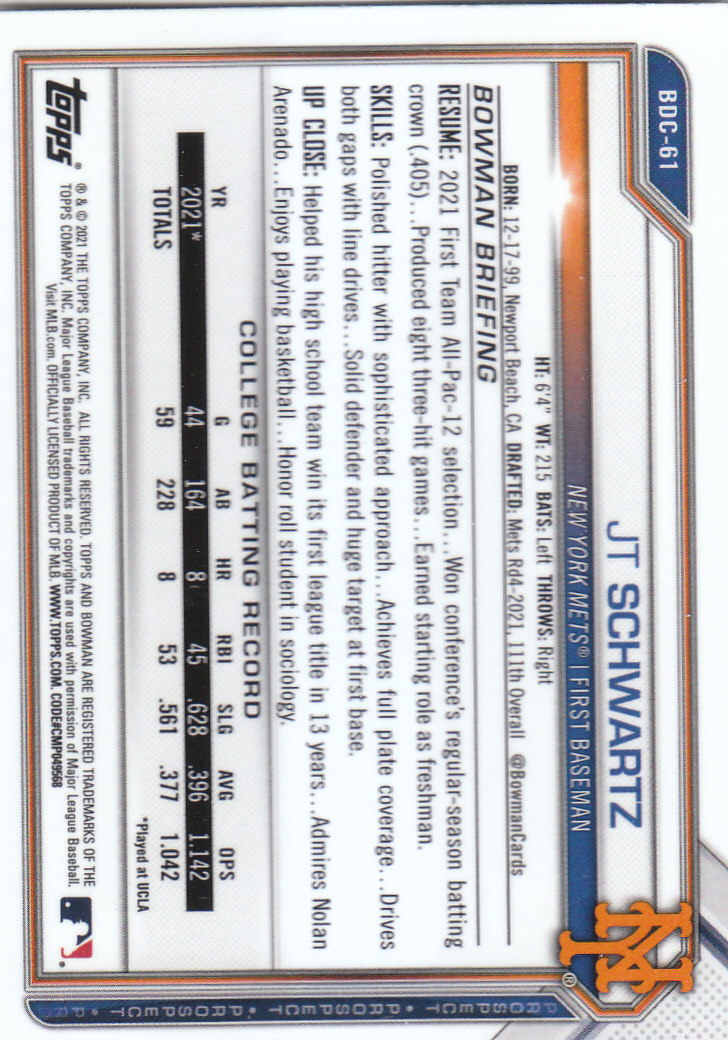 BDC-61
JT SCHWARTZ
NEW YORK METS® | FIRST BASEMAN
NY
®
HT: 6'4" WT: 215 BATS: Left THROWS: Right
BORN: 12-17-99, Newport Beach, CA DRAFTED: Mets Rd4-2021, 111th Overall @BowmanCards
BOWMAN BRIEFING
RESUME: 2021 First Team All-Pac-12 selection...Won conference's regular-season batting
crown (.405)...Produced eight three-hit games...Earned starting role as freshman.
SKILLS: Polished hitter with sophisticated approach...Achieves full plate coverage...Drives
both gaps with line drives...Solid defender and huge target at first base.
UP CLOSE: Helped his high school team win its first league title in 13 years...Admires Nolan
Arenado...Enjoys playing basketball...Honor roll student in sociology.
COLLEGE BATTING RECORD
YR G AB HR RBI SLG AVG OPS
2021* 44 164 8 45 .628 .396 1.142
TOTALS 59 228 8 53 .561 .377 1.042
*Played at UCLA
topps®
® & © 2021 THE TOPPS COMPANY, INC. ALL RIGHTS RESERVED. TOPPS AND BOWMAN ARE REGISTERED TRADEMARKS OF THE
TOPPS COMPANY, INC. Major League Baseball trademarks and copyrights are used with permission of Major League Baseball.
Visit MLB.com. OFFICIALLY LICENSED PRODUCT OF MLB. WWW.TOPPS.COM. CODE#CMP049568
PROSPECT • PROSPECT • PROSPECT • PR